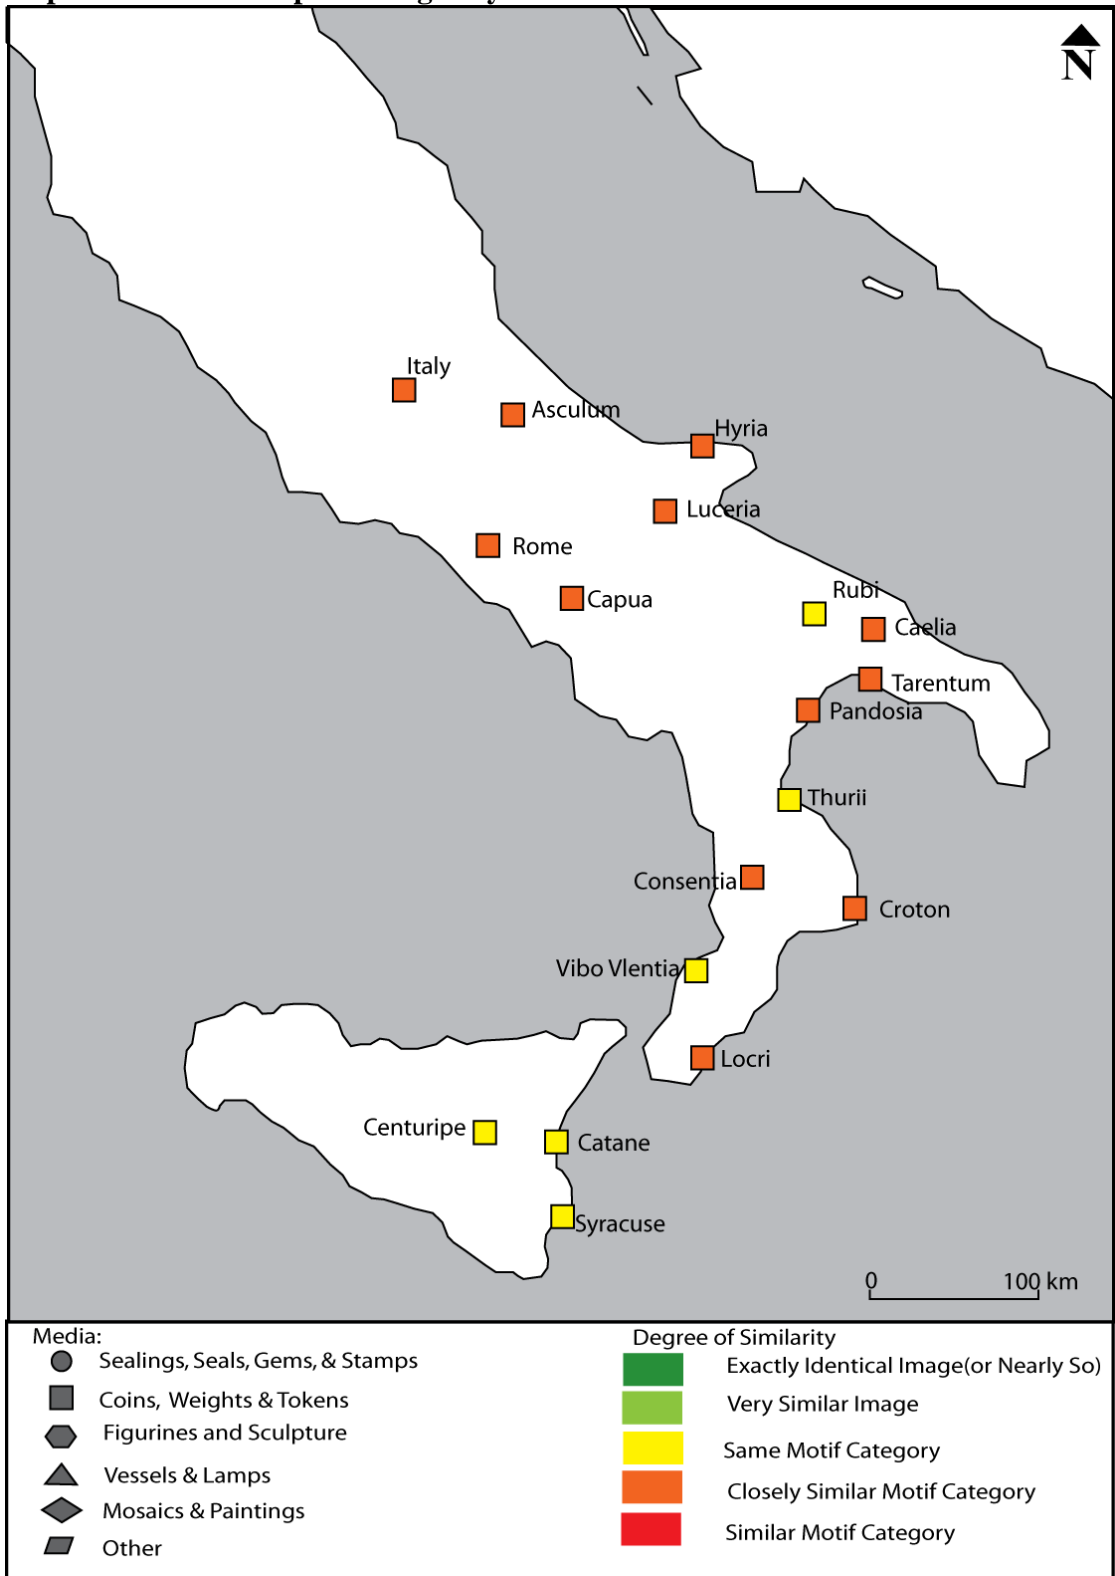 N
Italy
Asculum
Hyria
Luceria
Rome
Capua
Rubi
Caelia
Tarentum
Pandosia
Thurii
Consentia
Croton
Vibo Vlentia
Locri
Centuripe
Catane
Syracuse
0 100 km
Media:
Sealings, Seals, Gems, & Stamps
Coins, Weights & Tokens
Figurines and Sculpture
Vessels & Lamps
Mosaics & Paintings
Other
Degree of Similarity
Exactly Identical Image(or Nearly So)
Very Similar Image
Same Motif Category
Closely Similar Motif Category
Similar Motif Category